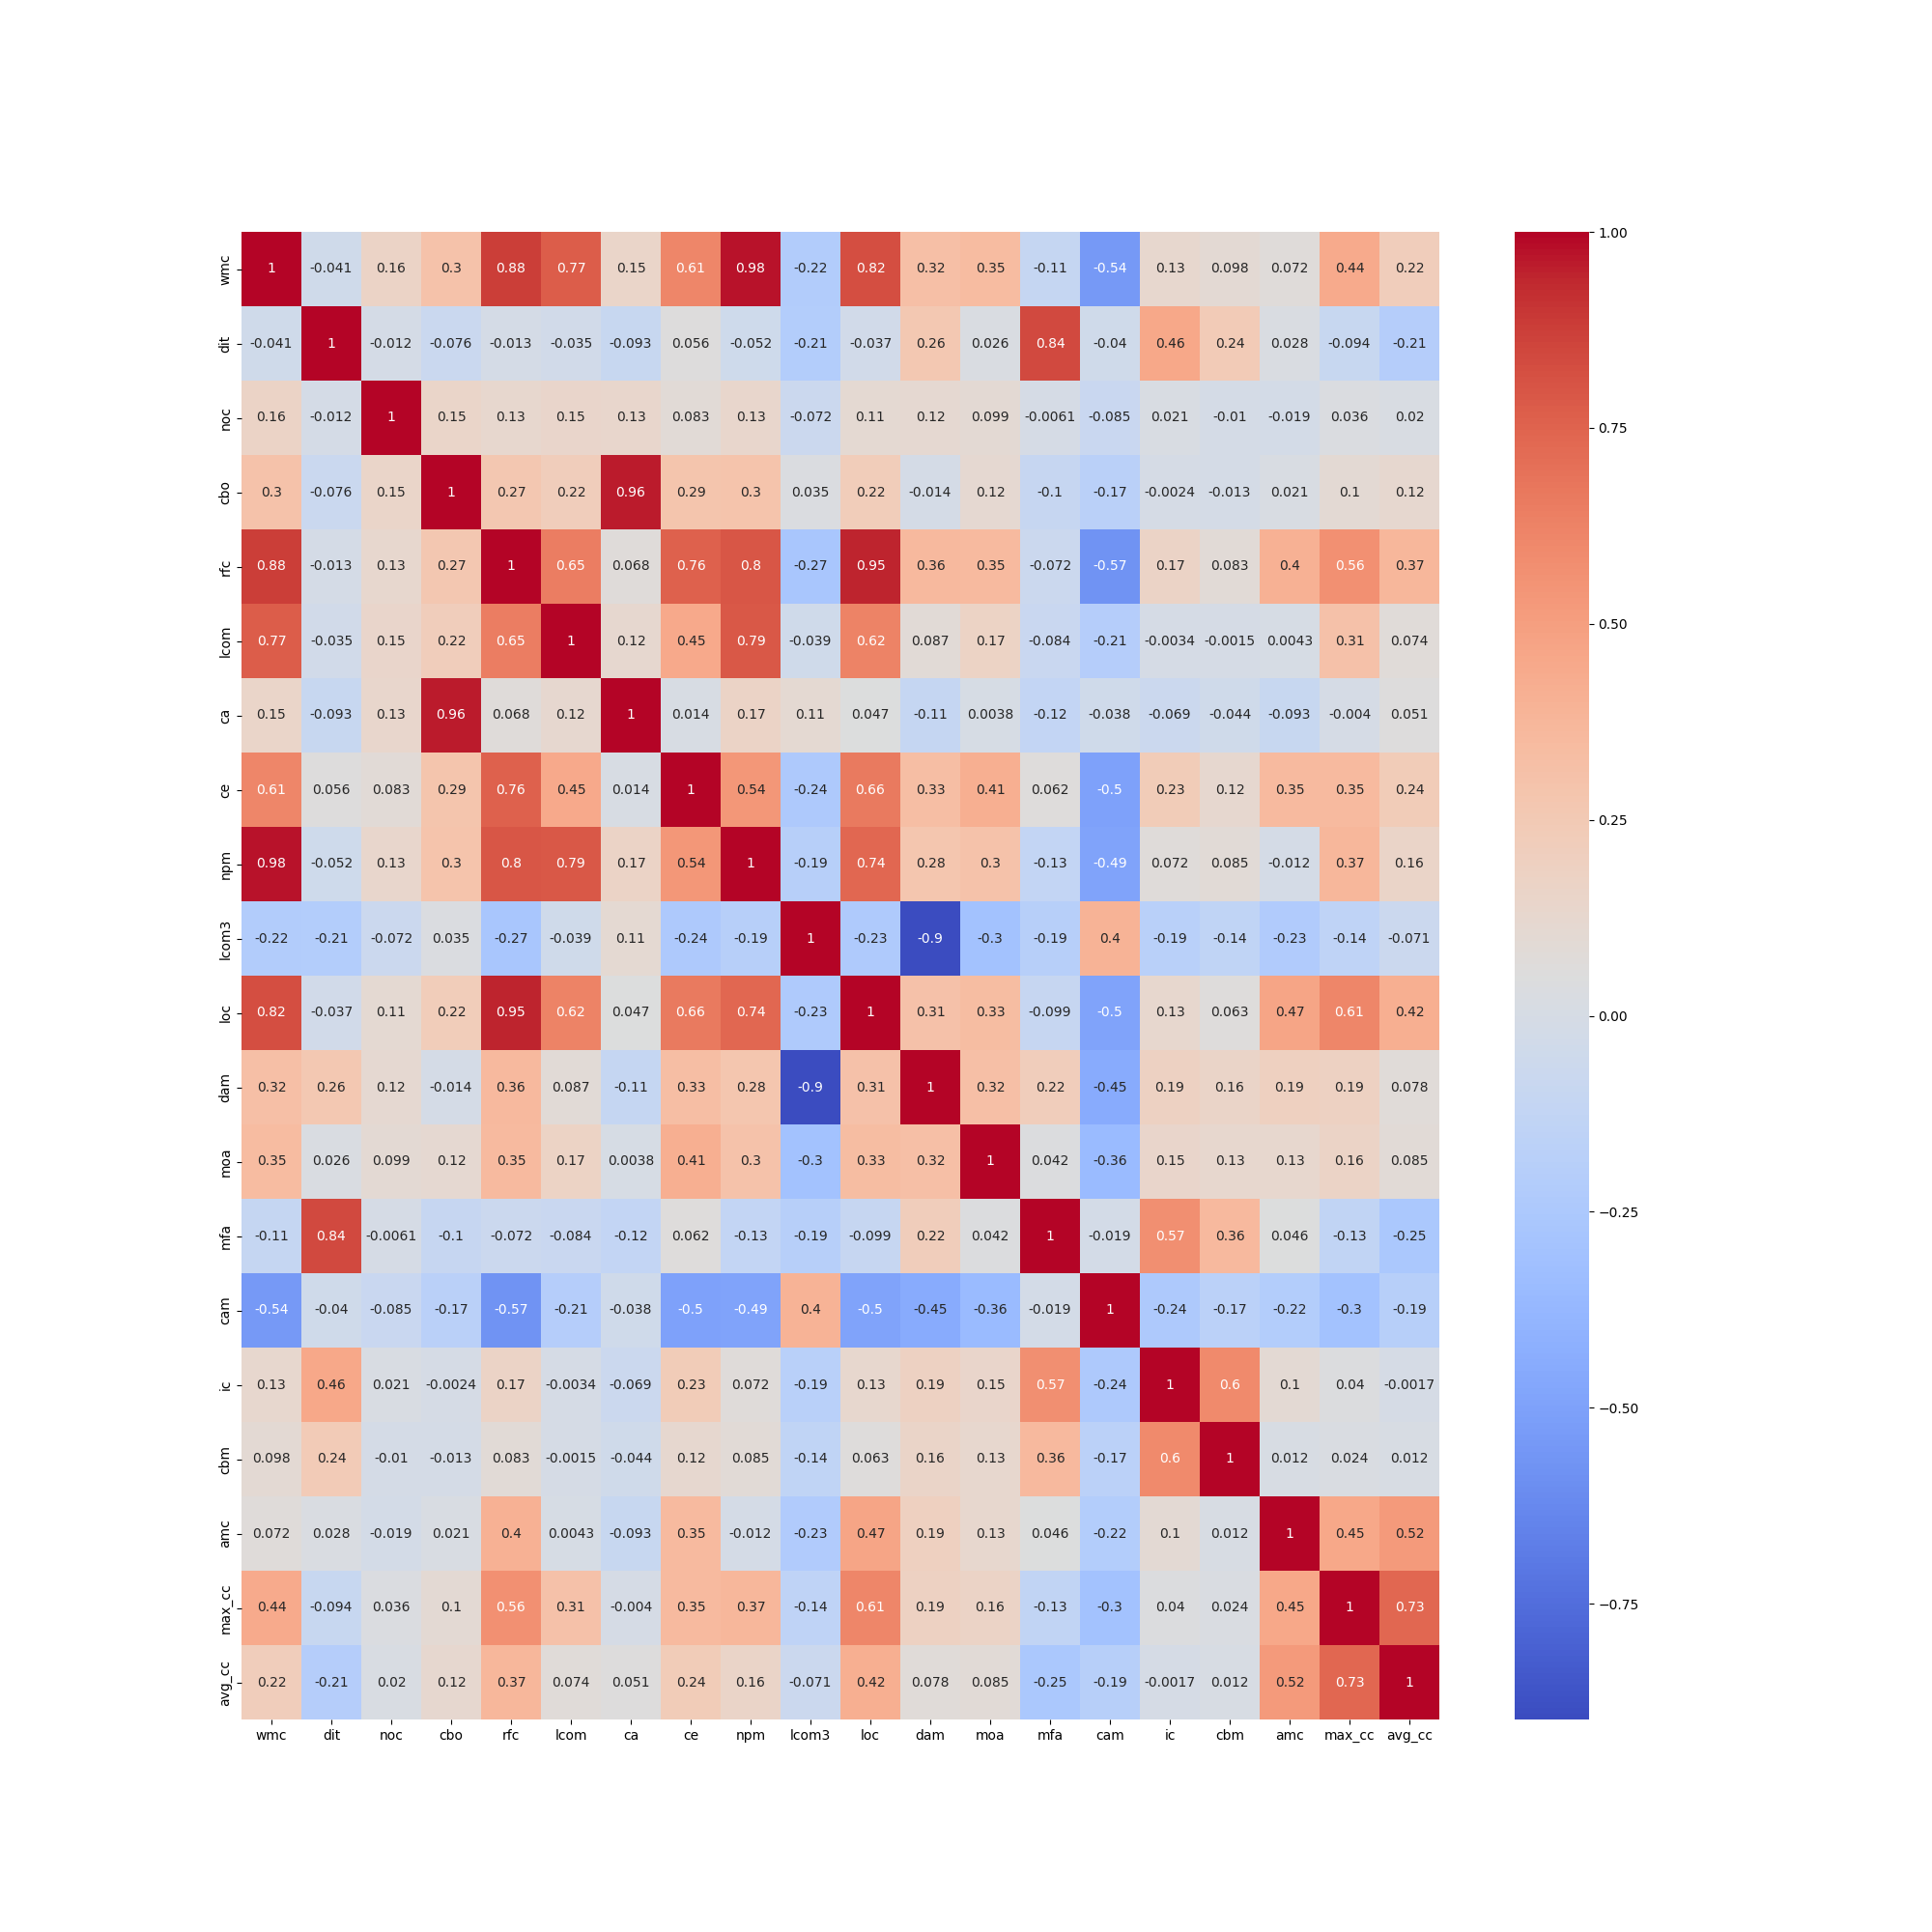 wmc 1 -0.041 0.16 0.3 0.88 0.77 0.15 0.61 0.98 -0.22 0.82 0.32 0.35 -0.11 -0.54 0.13 0.098 0.072 0.44 0.22
dit -0.041 1 -0.012 -0.076 -0.013 -0.035 -0.093 0.056 -0.052 -0.21 -0.037 0.26 0.026 0.84 -0.04 0.46 0.24 0.028 -0.094 -0.21
noc 0.16 -0.012 1 0.15 0.13 0.15 0.13 0.083 0.13 -0.072 0.11 0.12 0.099 -0.0061 -0.085 0.021 -0.01 -0.019 0.036 0.02
cbo 0.3 -0.076 0.15 1 0.27 0.22 0.96 0.29 0.3 0.035 0.22 -0.014 0.12 -0.1 -0.17 -0.0024 -0.013 0.021 0.1 0.12
rfc 0.88 -0.013 0.13 0.27 1 0.65 0.068 0.76 0.8 -0.27 0.95 0.36 0.35 -0.072 -0.57 0.17 0.083 0.4 0.56 0.37
lcom 0.77 -0.035 0.15 0.22 0.65 1 0.12 0.45 0.79 -0.039 0.62 0.087 0.17 -0.084 -0.21 -0.0034 -0.0015 0.0043 0.31 0.074
ca 0.15 -0.093 0.13 0.96 0.068 0.12 1 0.014 0.17 0.11 0.047 -0.11 0.0038 -0.12 -0.038 -0.069 -0.044 -0.093 -0.004 0.051
ce 0.61 0.056 0.083 0.29 0.76 0.45 0.014 1 0.54 -0.24 0.66 0.33 0.41 0.062 -0.5 0.23 0.12 0.35 0.35 0.24
npm 0.98 -0.052 0.13 0.3 0.8 0.79 0.17 0.54 1 -0.19 0.74 0.28 0.3 -0.13 -0.49 0.072 0.085 -0.012 0.37 0.16
lcom3 -0.22 -0.21 -0.072 0.035 -0.27 -0.039 0.11 -0.24 -0.19 1 -0.23 -0.9 -0.3 -0.19 0.4 -0.19 -0.14 -0.23 -0.14 -0.071
loc 0.82 -0.037 0.11 0.22 0.95 0.62 0.047 0.66 0.74 -0.23 1 0.31 0.33 -0.099 -0.5 0.13 0.063 0.47 0.61 0.42
dam 0.32 0.26 0.12 -0.014 0.36 0.087 -0.11 0.33 0.28 -0.9 0.31 1 0.32 0.22 -0.45 0.19 0.16 0.19 0.19 0.078
moa 0.35 0.026 0.099 0.12 0.35 0.17 0.0038 0.41 0.3 -0.3 0.33 0.32 1 0.042 -0.36 0.15 0.13 0.13 0.16 0.085
mfa -0.11 0.84 -0.0061 -0.1 -0.072 -0.084 -0.12 0.062 -0.13 -0.19 -0.099 0.22 0.042 1 -0.019 0.57 0.36 0.046 -0.13 -0.25
cam -0.54 -0.04 -0.085 -0.17 -0.57 -0.21 -0.038 -0.5 -0.49 0.4 -0.5 -0.45 -0.36 -0.019 1 -0.24 -0.17 -0.22 -0.3 -0.19
ic 0.13 0.46 0.021 -0.0024 0.17 -0.0034 -0.069 0.23 0.072 -0.19 0.13 0.19 0.15 0.57 -0.24 1 0.6 0.1 0.04 -0.0017
cbm 0.098 0.24 -0.01 -0.013 0.083 -0.0015 -0.044 0.12 0.085 -0.14 0.063 0.16 0.13 0.36 -0.17 0.6 1 0.012 0.024 0.012
amc 0.072 0.028 -0.019 0.021 0.4 0.0043 -0.093 0.35 -0.012 -0.23 0.47 0.19 0.13 0.046 -0.22 0.1 0.012 1 0.45 0.52
max_cc 0.44 -0.094 0.036 0.1 0.56 0.31 -0.004 0.35 0.37 -0.14 0.61 0.19 0.16 -0.13 -0.3 0.04 0.024 0.45 1 0.73
avg_cc 0.22 -0.21 0.02 0.12 0.37 0.074 0.051 0.24 0.16 -0.071 0.42 0.078 0.085 -0.25 -0.19 -0.0017 0.012 0.52 0.73 1
wmc dit noc cbo rfc lcom ca ce npm lcom3 loc dam moa mfa cam ic cbm amc max_cc avg_cc
1.00
0.75
0.50
0.25
0.00
−0.25
−0.50
−0.75